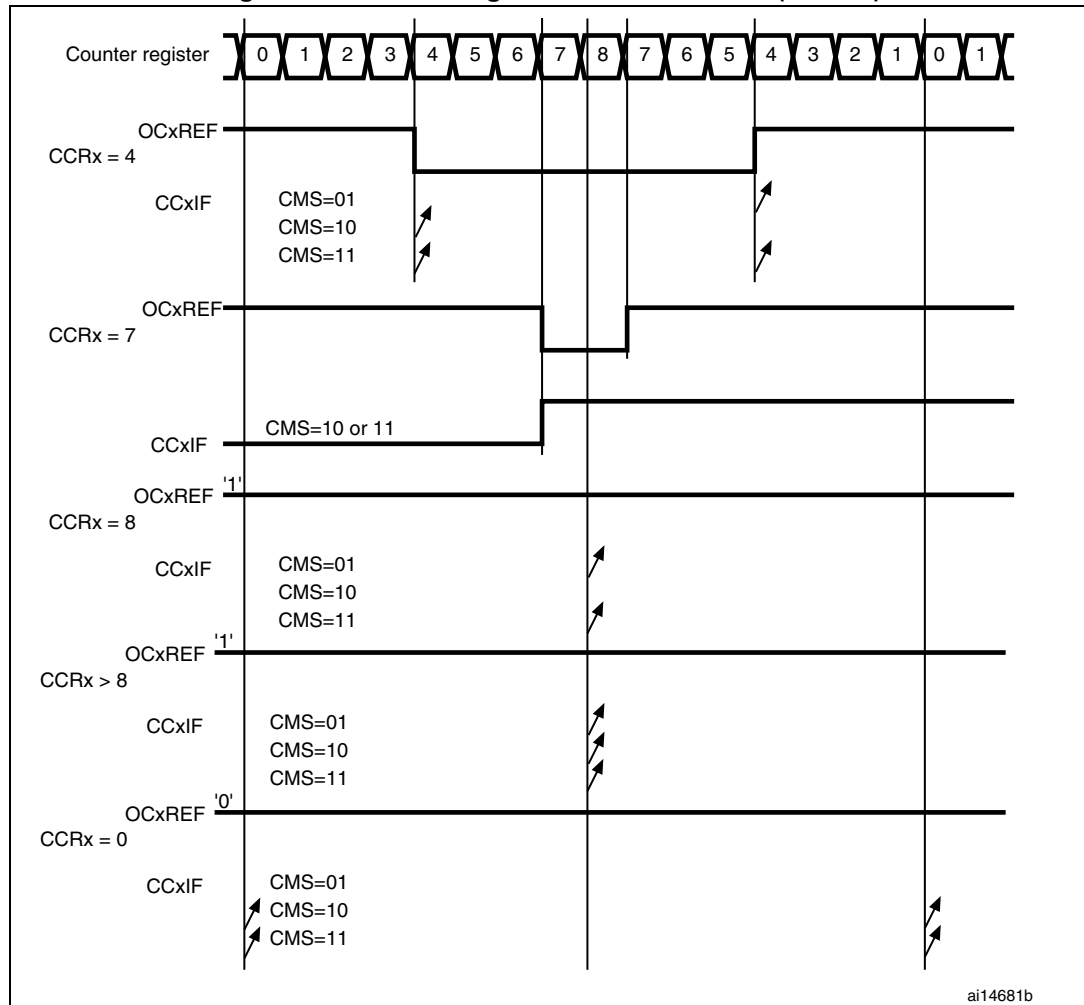 Counter register 0 1 2 3 4 5 6 7 8 7 6 5 4 3 2 1 0 1
OCxREF
CCRx = 4
CCxIF
CMS=01
CMS=10
CMS=11
OCxREF
CCRx = 7
CMS=10 or 11
CCxIF
'1'
OCxREF
CCRx = 8
CCxIF
CMS=01
CMS=10
CMS=11
'1'
OCxREF
CCRx > 8
CCxIF
CMS=01
CMS=10
CMS=11
'0'
OCxREF
CCRx = 0
CCxIF
CMS=01
CMS=10
CMS=11
ai14681b